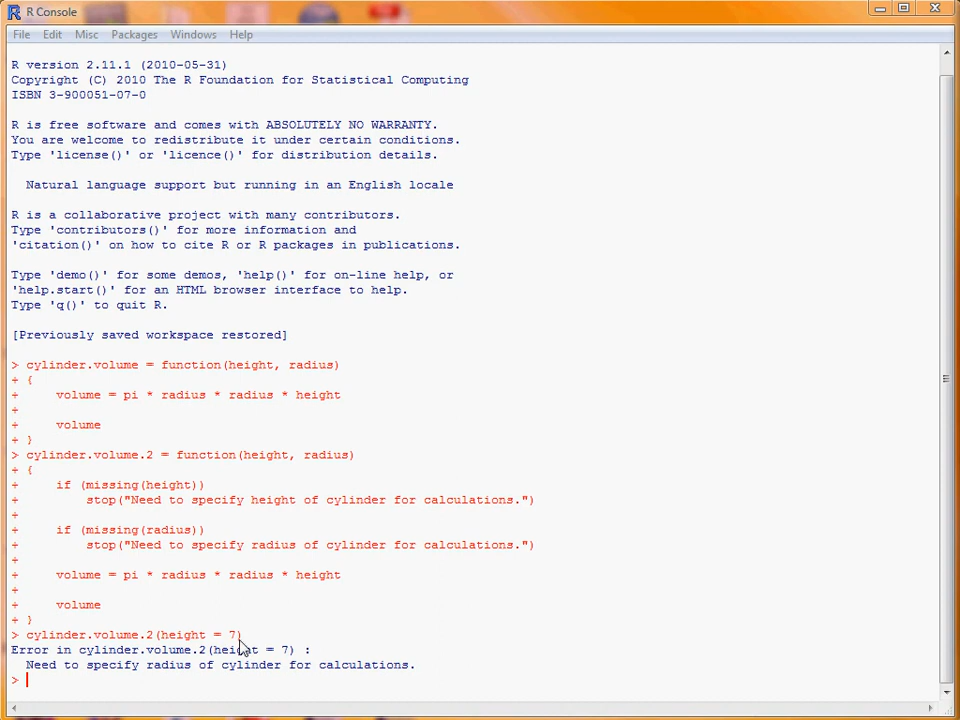 R Console
File Edit Misc Packages Windows Help
R version 2.11.1 (2010-05-31)
Copyright (C) 2010 The R Foundation for Statistical Computing
ISBN 3-900051-07-0
R is free software and comes with ABSOLUTELY NO WARRANTY.
You are welcome to redistribute it under certain conditions.
Type 'license()' or 'licence()' for distribution details.
Natural language support but running in an English locale
R is a collaborative project with many contributors.
Type 'contributors()' for more information and
'citation()' on how to cite R or R packages in publications.
Type 'demo()' for some demos, 'help()' for on-line help, or
'help.start()' for an HTML browser interface to help.
Type 'q()' to quit R.
[Previously saved workspace restored]
> cylinder.volume = function(height, radius)
+ {
+     volume = pi * radius * radius * height
+
+     volume
+ }
> cylinder.volume.2 = function(height, radius)
+ {
+     if (missing(height))
+         stop("Need to specify height of cylinder for calculations.")
+
+     if (missing(radius))
+         stop("Need to specify radius of cylinder for calculations.")
+
+     volume = pi * radius * radius * height
+
+     volume
+ }
> cylinder.volume.2(height = 7)
Error in cylinder.volume.2(height = 7) :
Need to specify radius of cylinder for calculations.
>